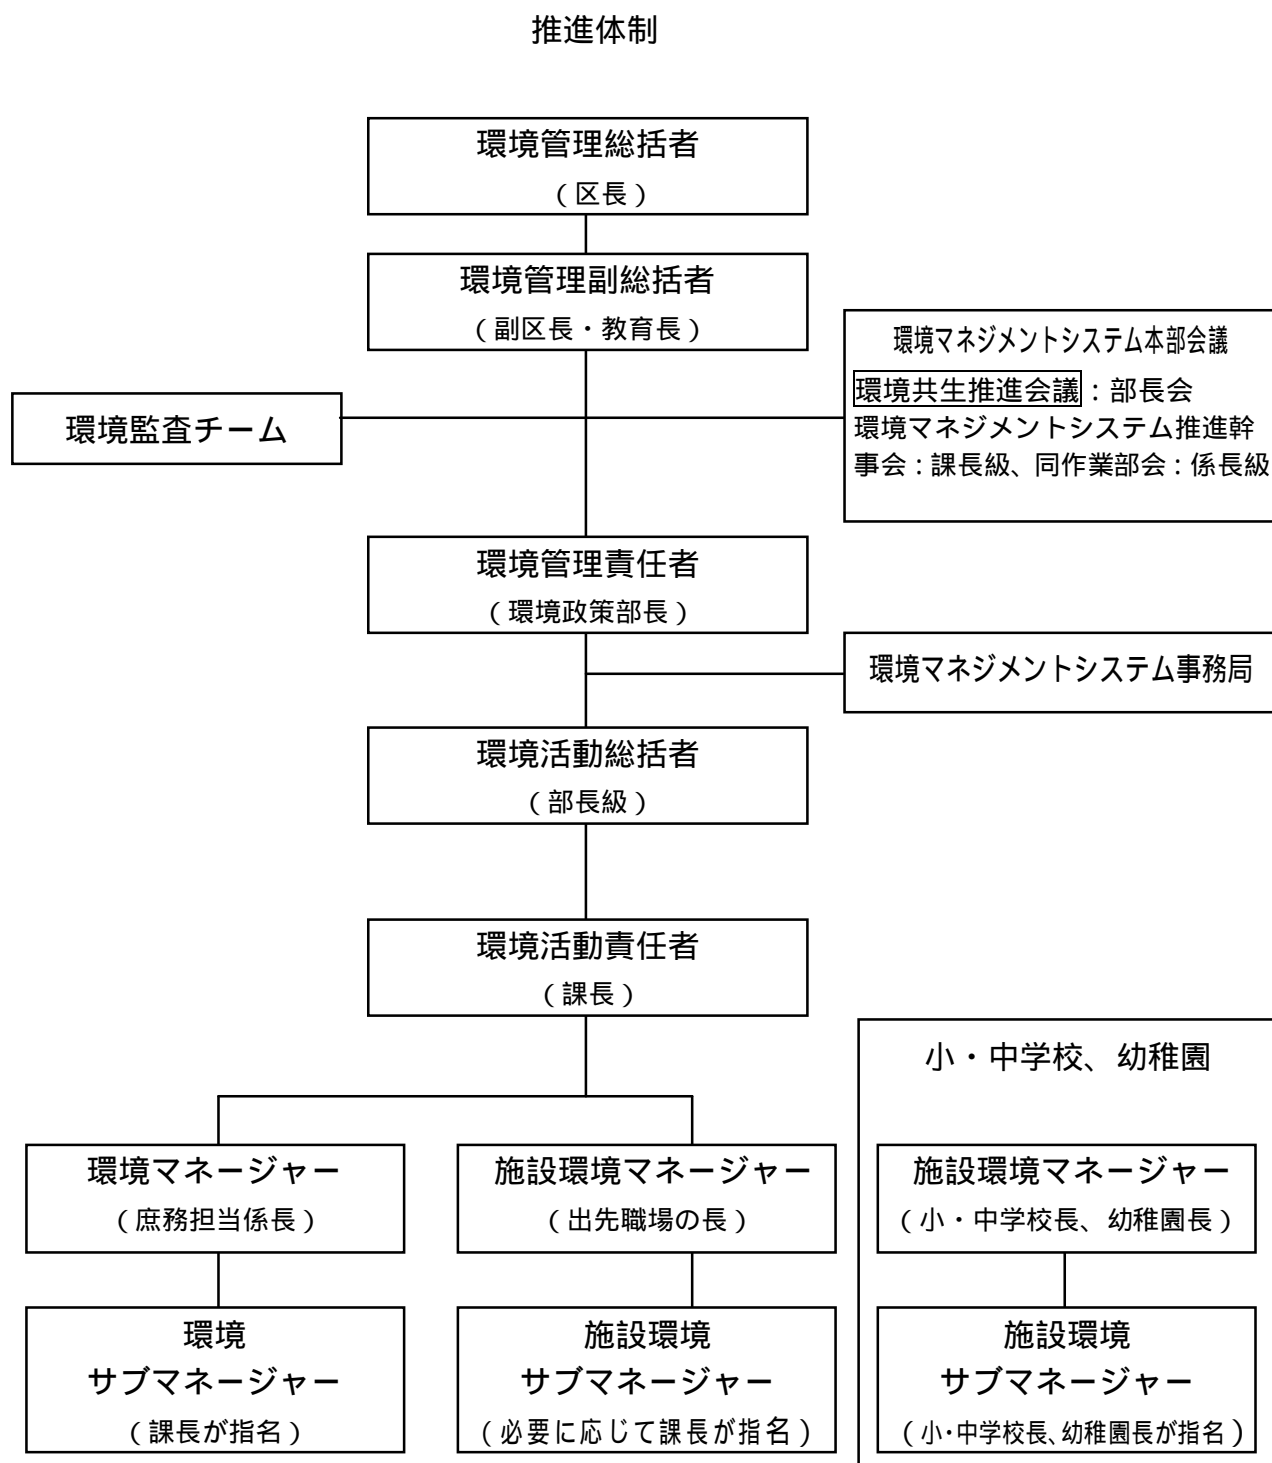 推進体制
環境管理総括者
（区長）
環境管理副総括者
（副区長・教育長）
環境マネジメントシステム本部会議
環境共生推進会議：部長会
環境マネジメントシステム推進幹
事会：課長級、同作業部会：係長級
環境監査チーム
環境管理責任者
（環境政策部長）
環境マネジメントシステム事務局
環境活動総括者
（部長級）
環境活動責任者
（課長）
小・中学校、幼稚園
環境マネージャー
（庶務担当係長）
施設環境マネージャー
（出先職場の長）
施設環境マネージャー
（小・中学校長、幼稚園長）
環境
サブマネージャー
（課長が指名）
施設環境
サブマネージャー
（必要に応じて課長が指名）
施設環境
サブマネージャー
（小・中学校長、幼稚園長が指名）